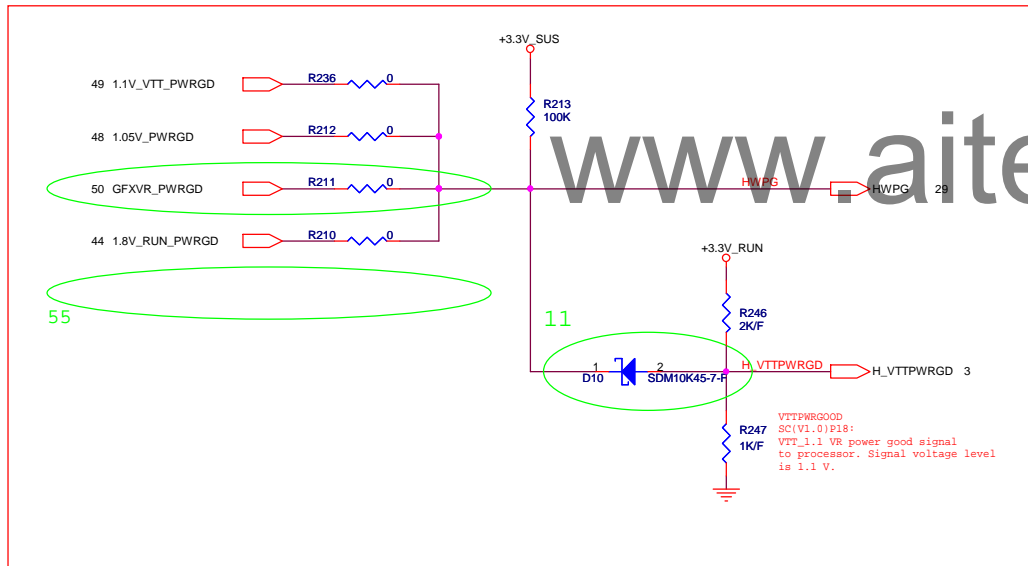 +3.3V_SUS
49 1.1V_VTT_PWRGD
R236
0
R213
100K
48 1.05V_PWRGD
R212
0
www.aite
50 GFXVR_PWRGD
R211
0
HWPG
HWPG 29
44 1.8V_RUN_PWRGD
R210
0
+3.3V_RUN
55
11
R246
2K/F
1
2
D10
SDM10K45-7-F
H_VTTPWRGD
H_VTTPWRGD 3
R247
1K/F
VTTPWRGOOD
SC(V1.0)P18:
VTT_1.1 VR power good signal
to processor. Signal voltage level
is 1.1 V.